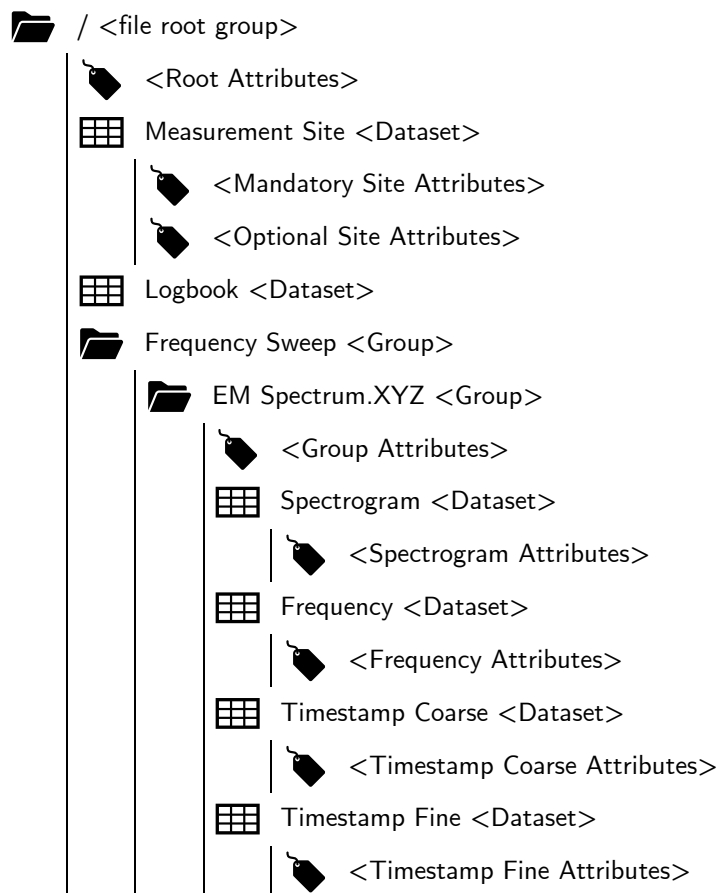 / <file root group>
<Root Attributes>
Measurement Site <Dataset>
<Mandatory Site Attributes>
<Optional Site Attributes>
Logbook <Dataset>
Frequency Sweep <Group>
EM Spectrum.XYZ <Group>
<Group Attributes>
Spectrogram <Dataset>
<Spectrogram Attributes>
Frequency <Dataset>
<Frequency Attributes>
Timestamp Coarse <Dataset>
<Timestamp Coarse Attributes>
Timestamp Fine <Dataset>
<Timestamp Fine Attributes>